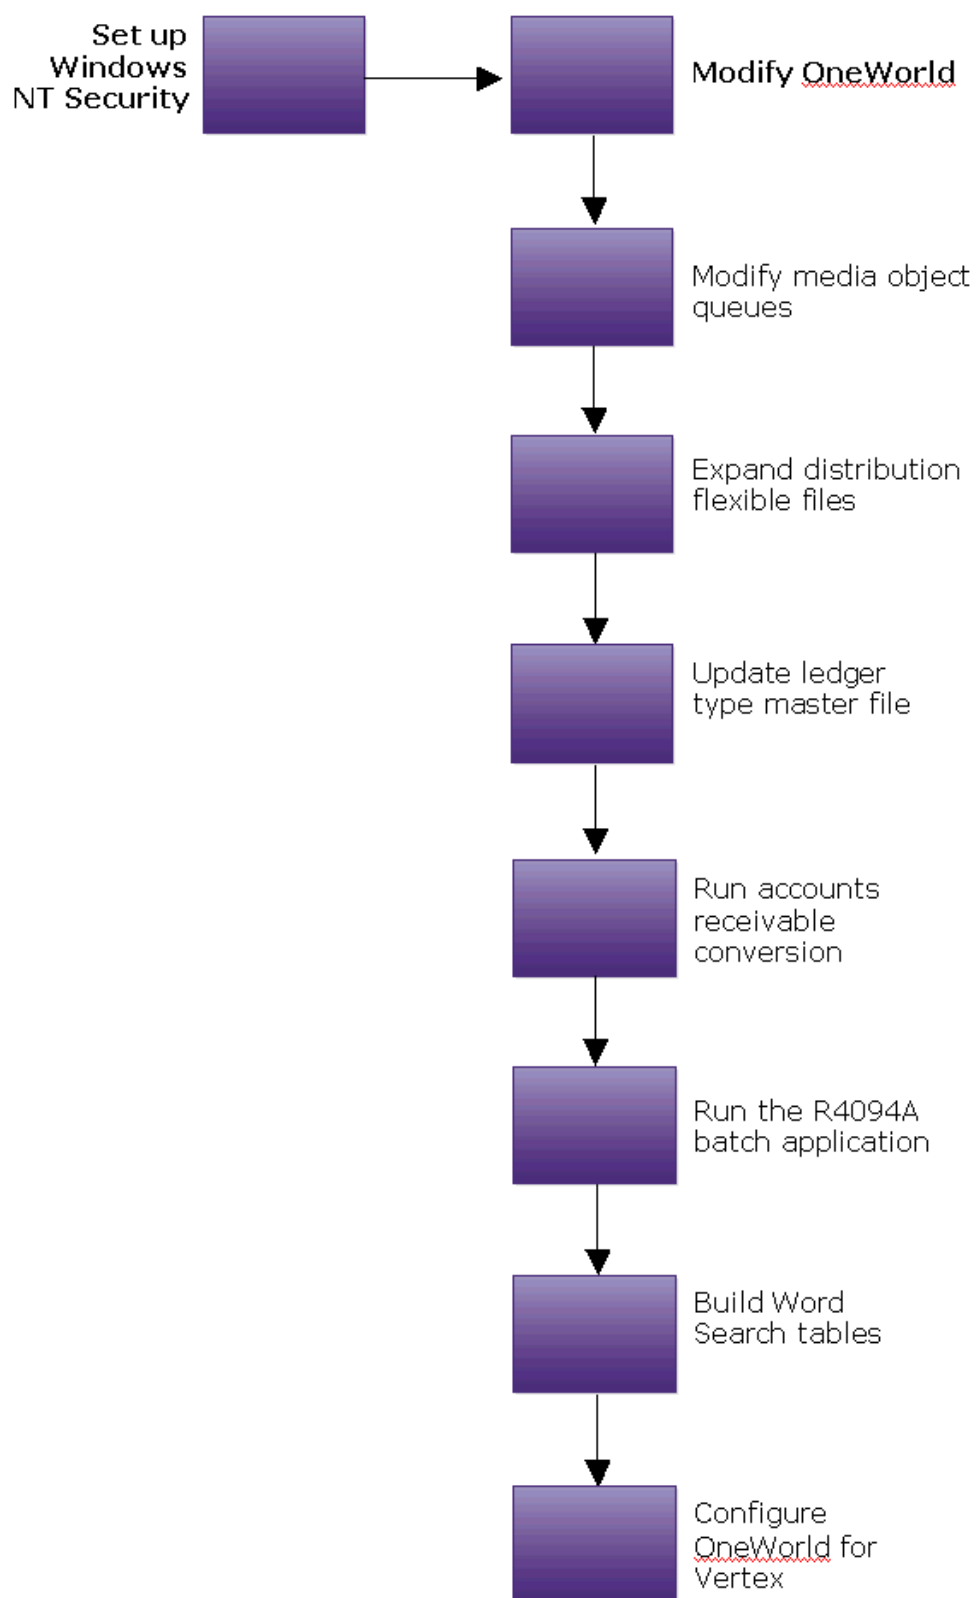 Set up
Windows
NT Security
Modify OneWorld
Modify media object
queues
Expand distribution
flexible files
Update ledger
type master file
Run accounts
receivable
conversion
Run the R4094A
batch application
Build Word
Search tables
Configure
OneWorld for
Vertex